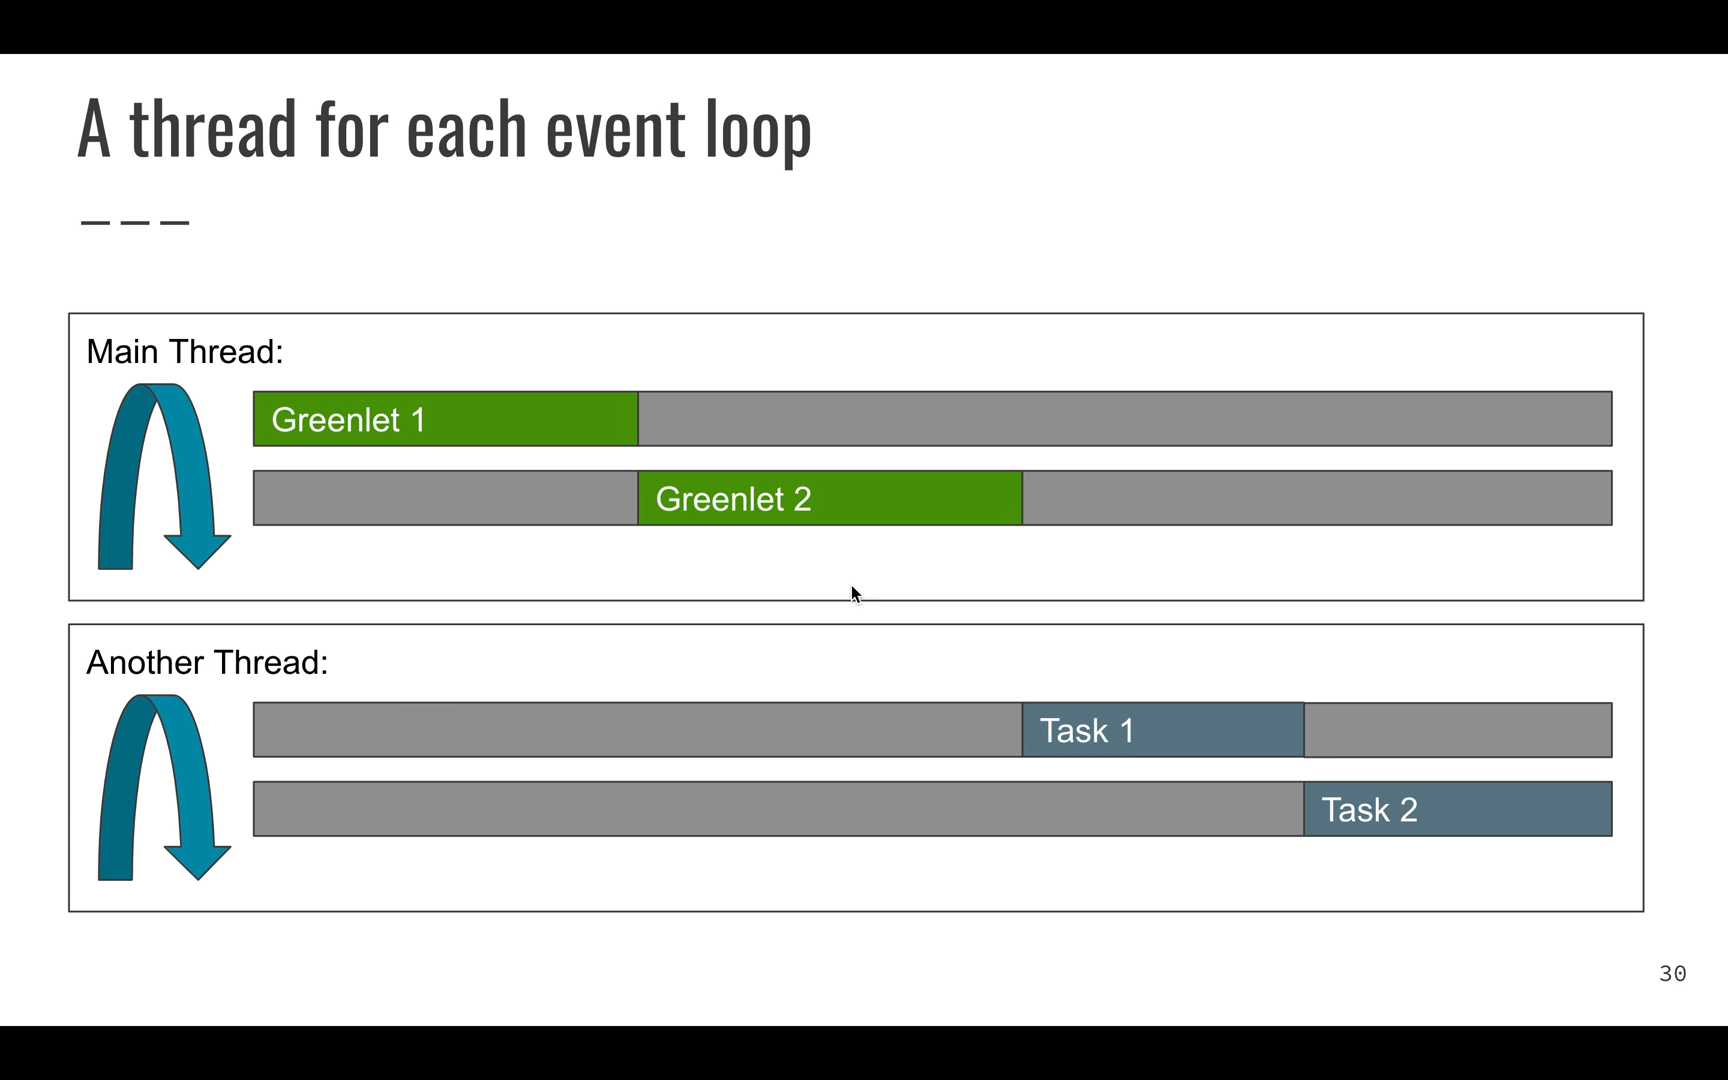 A thread for each event loop
Main Thread:
Greenlet 1
Greenlet 2
Another Thread:
Task 1
Task 2
30